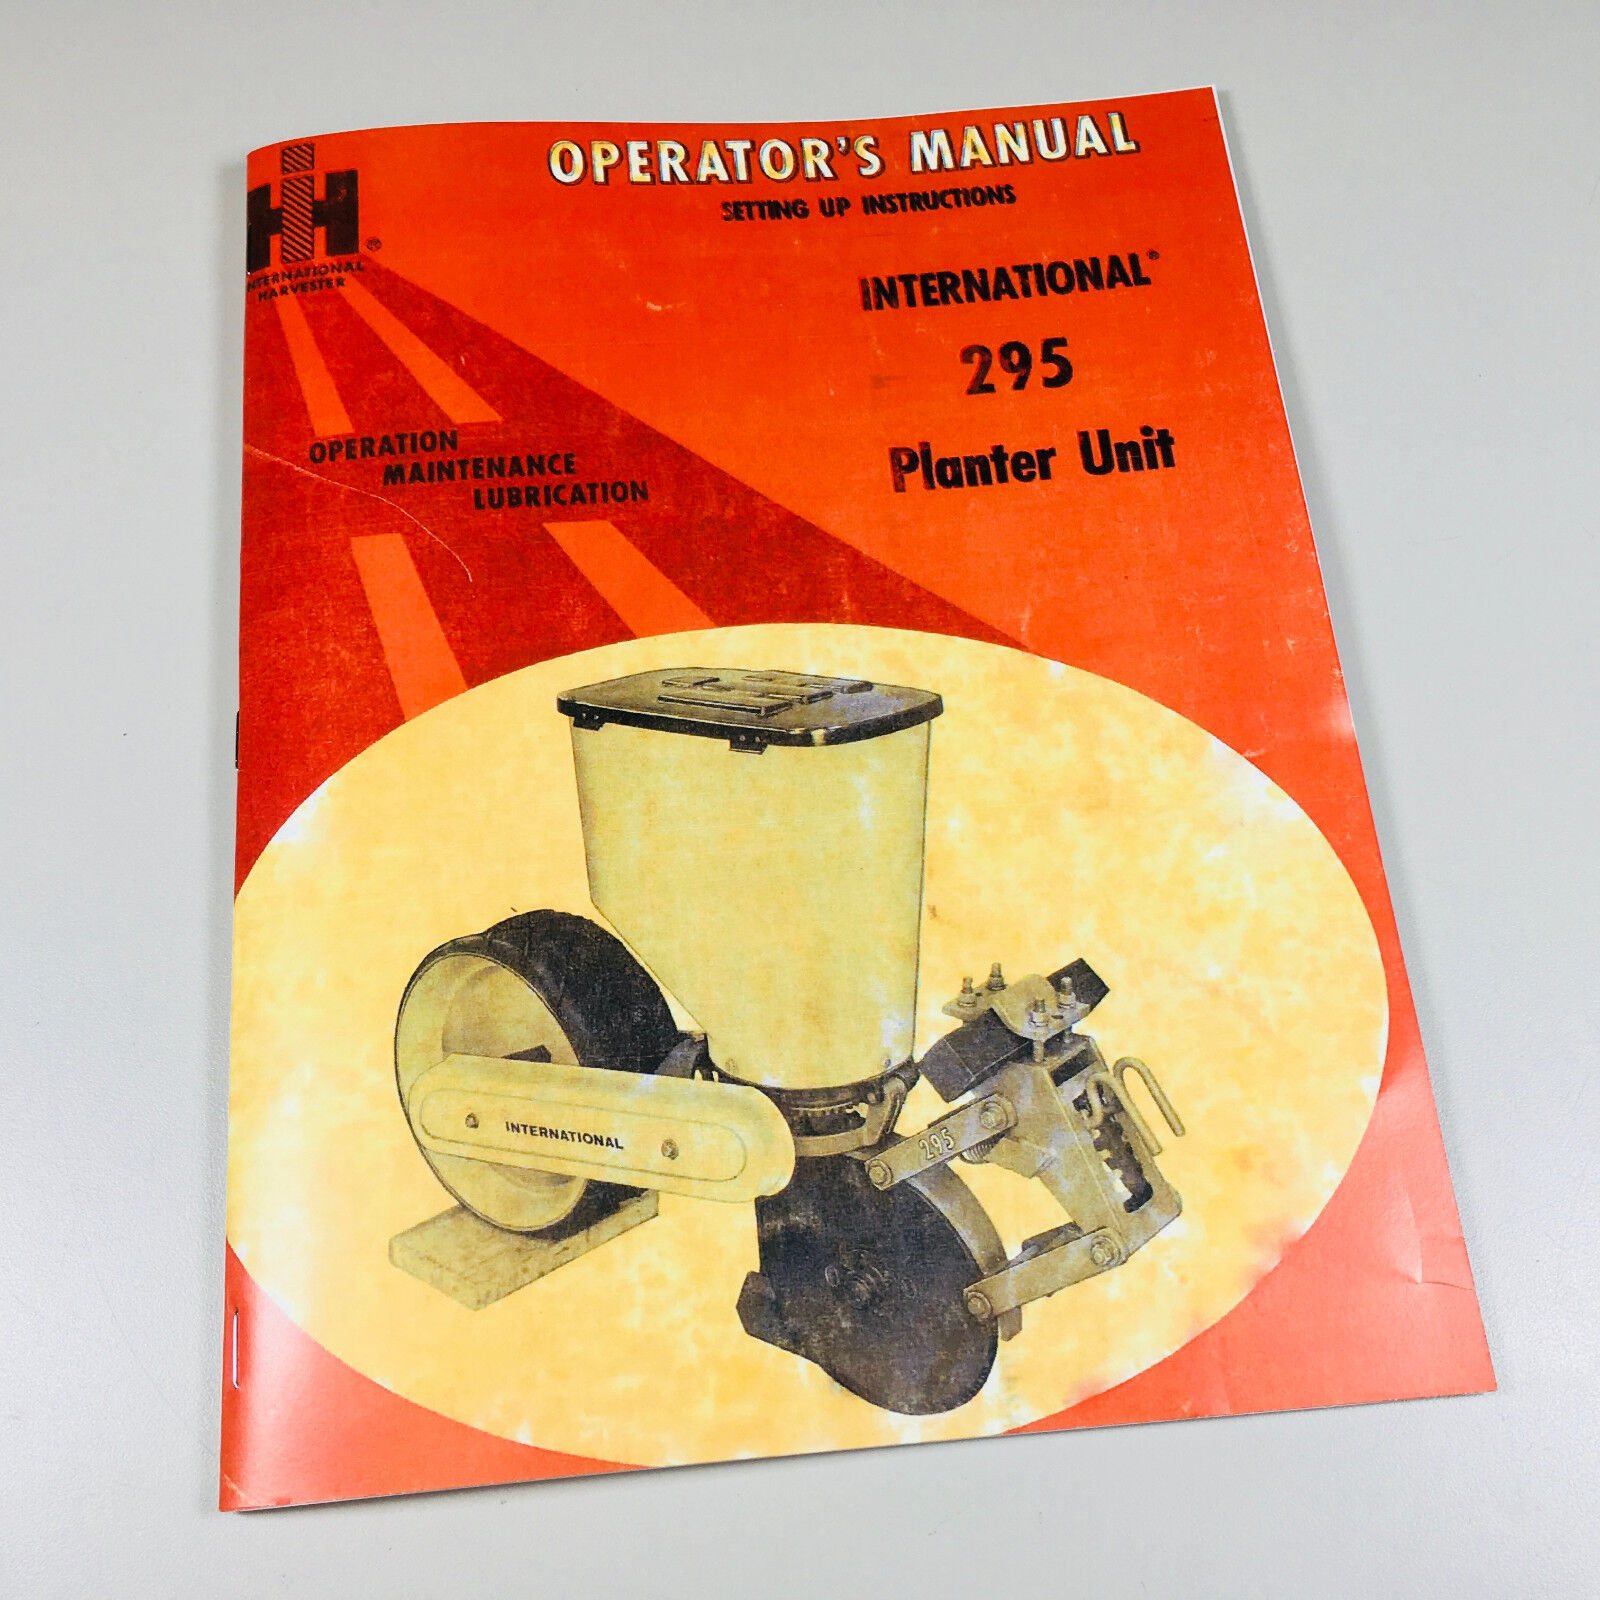 OPERATOR'S MANUAL
SETTING UP INSTRUCTIONS
IH ®
INTERNATIONAL
HARVESTER
INTERNATIONAL®
295
Planter Unit
OPERATION
MAINTENANCE
LUBRICATION
INTERNATIONAL
295